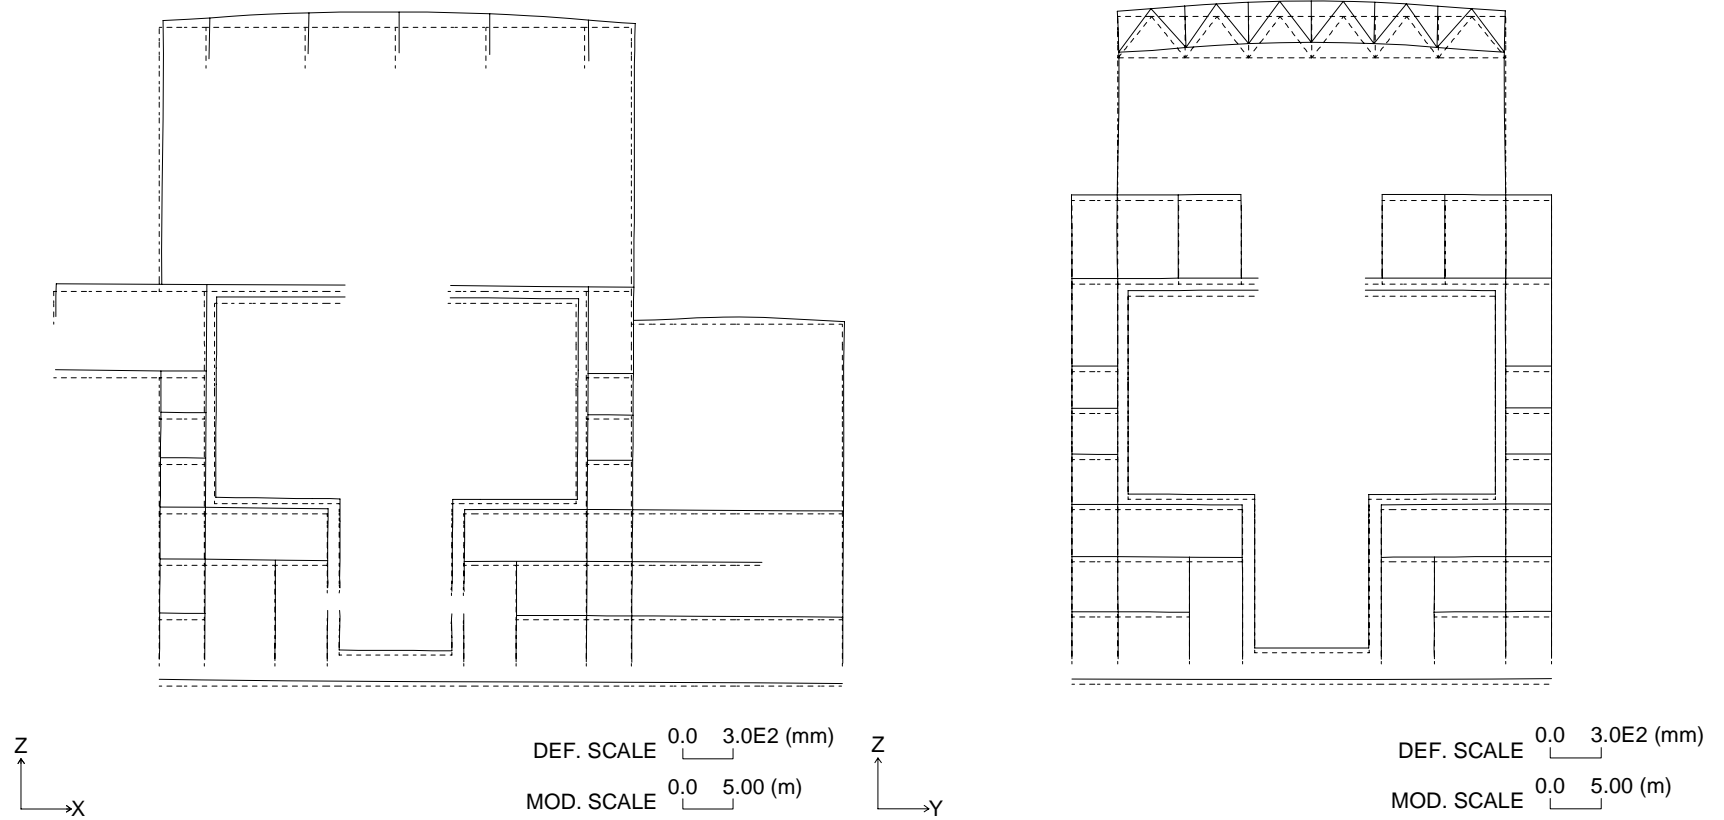 Z
X
DEF. SCALE 0.0 3.0E2 (mm)
MOD. SCALE 0.0 5.00 (m)
Z
Y
DEF. SCALE 0.0 3.0E2 (mm)
MOD. SCALE 0.0 5.00 (m)